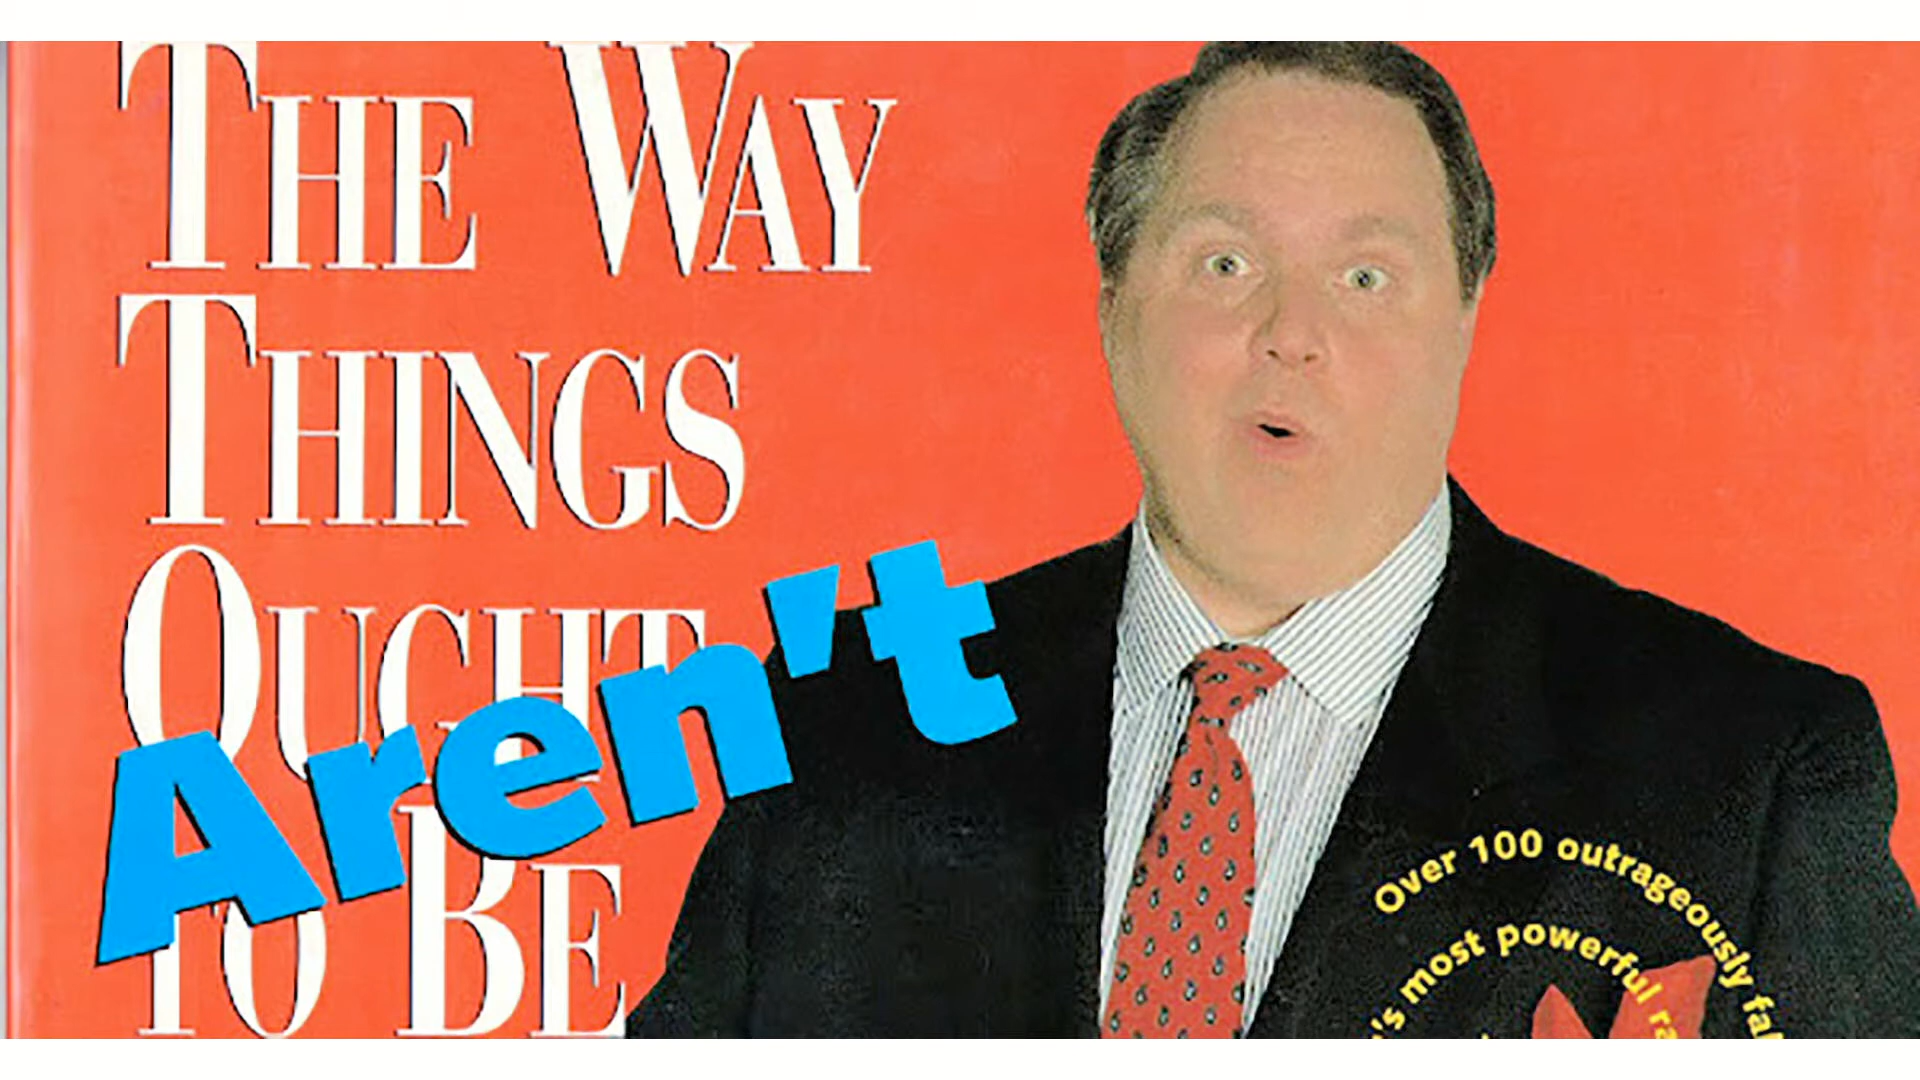 THE WAY
THINGS
OUGHT
Aren't
TO BE
Over 100 outrageously
's most powerful